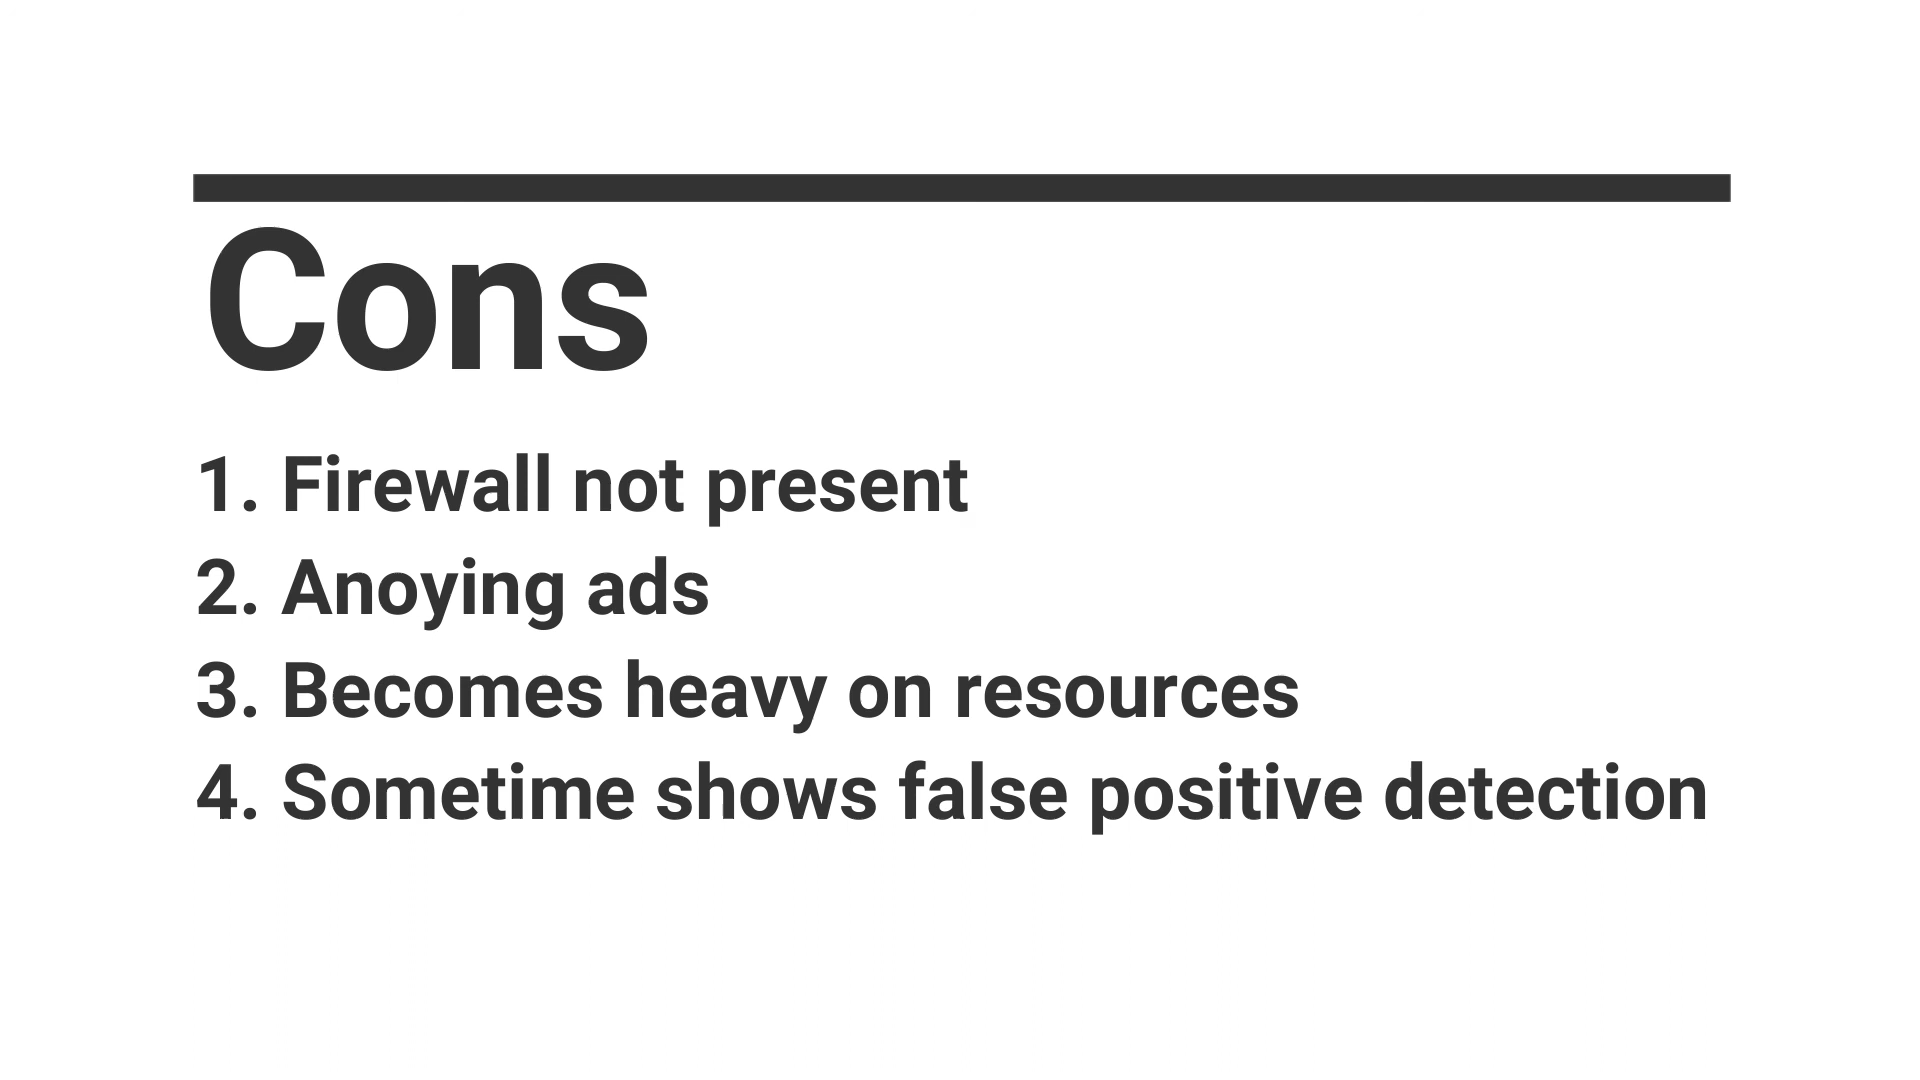 Cons
1. Firewall not present
2. Anoying ads
3. Becomes heavy on resources
4. Sometime shows false positive detection